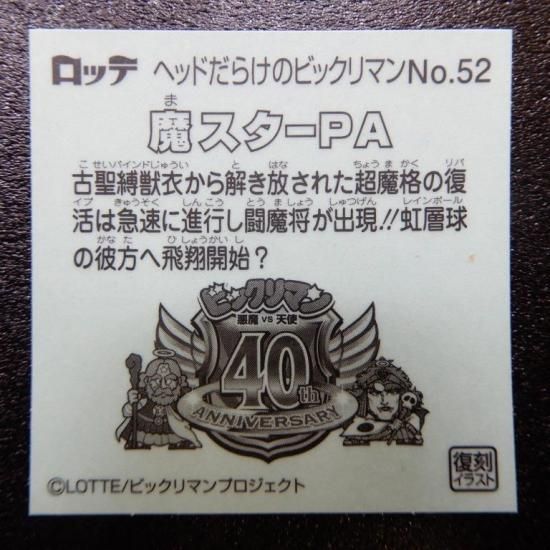 ロッテ ヘッドだらけのビックリマンNo.52
ま
魔スターPA
こせいバインドじゅうい と はな ちょうまかく リバ
古聖縛獣衣から解き放された超魔格の復
イブ きゅうそく しんこう とうましょう しゅつげん レインボール
活は急速に進行し闘魔将が出現!!虹層球
かなた ひしょうかいし
の彼方へ飛翔開始?
ビックリマン
悪魔VS天使
40th
ANNIVERSARY
復刻
イラスト
©LOTTE/ビックリマンプロジェクト